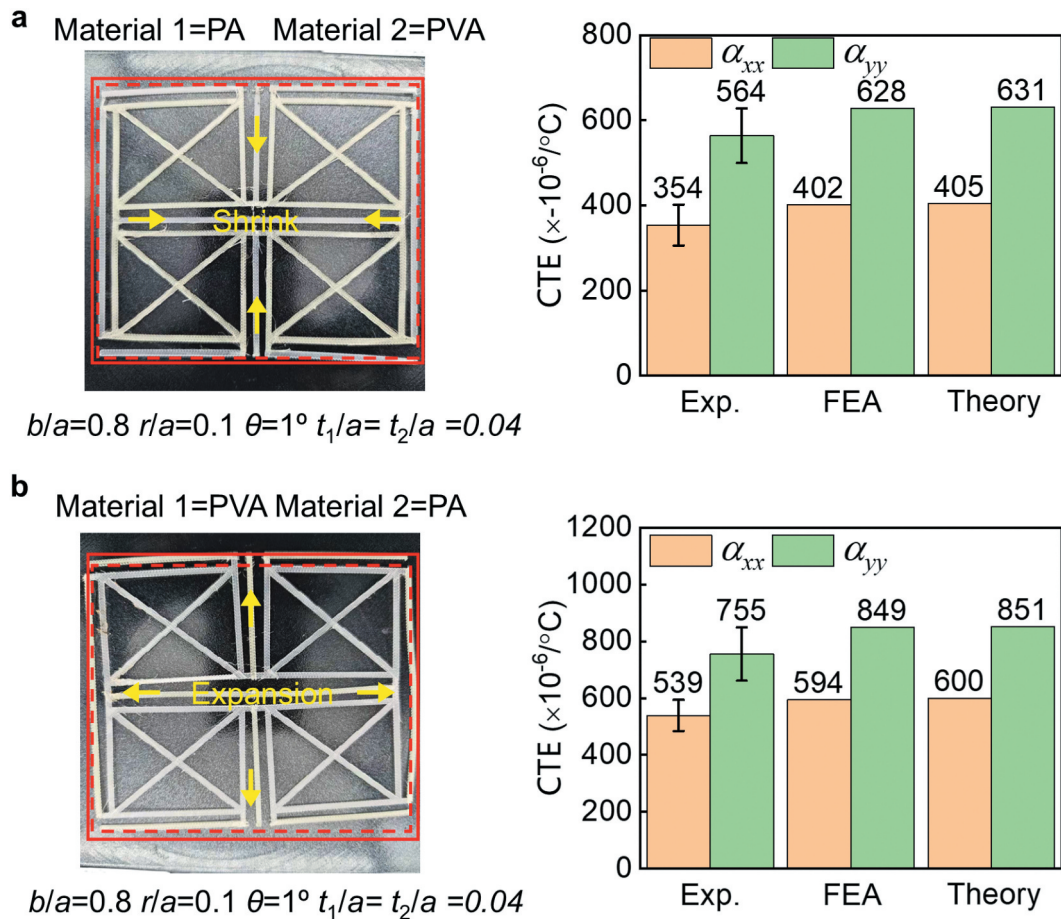 a
Material 1=PA Material 2=PVA
Shrink
b/a=0.8 r/a=0.1 θ=1° t₁/a= t₂/a =0.04
800
600
400
200
0
CTE (×-10⁻⁶/°C)
αxx αyy
354
564
402
628
405
631
Exp. FEA Theory
b
Material 1=PVA Material 2=PA
Expansion
b/a=0.8 r/a=0.1 θ=1° t₁/a= t₂/a =0.04
1200
1000
800
600
400
200
0
CTE (×10⁻⁶/°C)
αxx αyy
539
755
594
849
600
851
Exp. FEA Theory